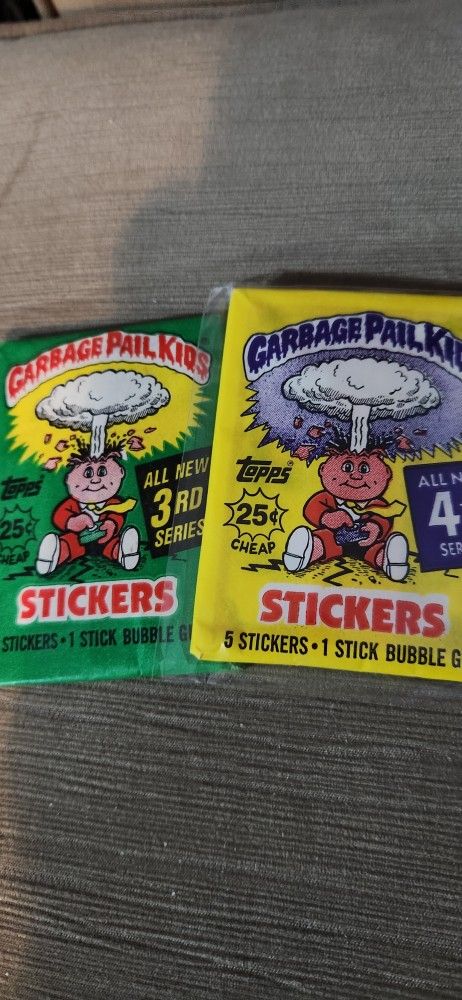 GARBAGE PAIL KIDS
Topps
25¢
CHEAP
ALL NEW
3RD
SERIES
STICKERS
STICKERS • 1 STICK BUBBLE G
GARBAGE PAIL KI
Topps®
25¢
CHEAP
ALL N
4
SER
STICKERS
5 STICKERS • 1 STICK BUBBLE G